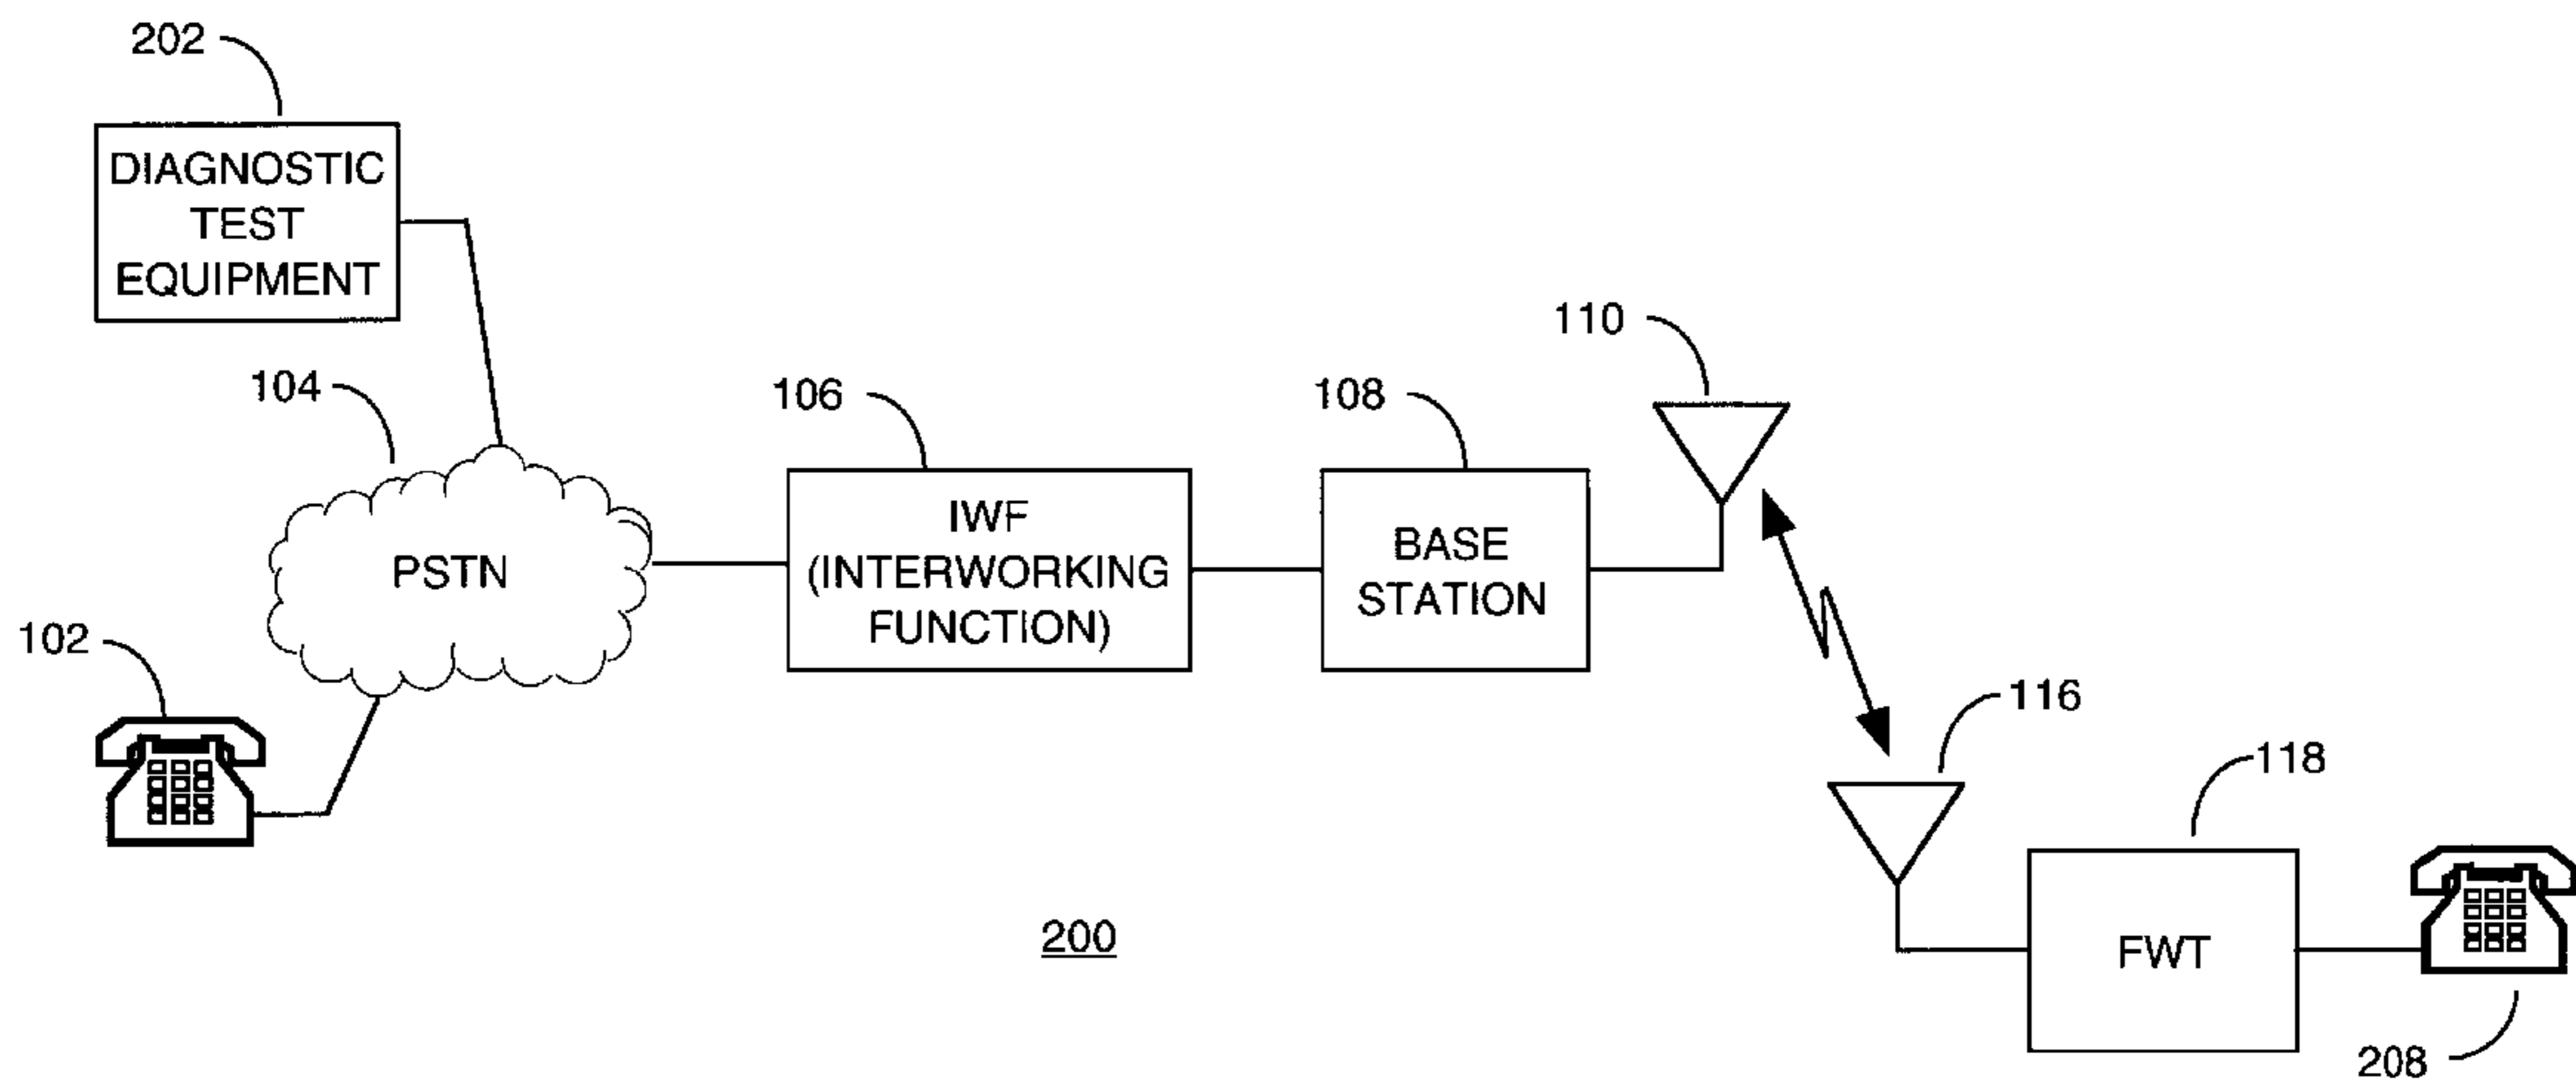 202
DIAGNOSTIC
TEST
EQUIPMENT
110
104
106
108
IWF
(INTERWORKING
FUNCTION)
BASE
STATION
PSTN
102
116
118
200
FWT
208